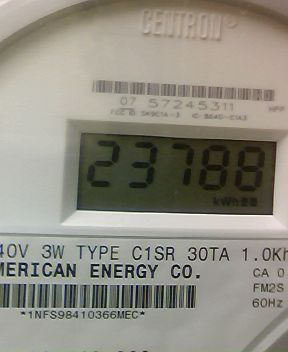 CENTRON®
07 57245311
23788
kWh
40V 3W TYPE C1SR 30TA 1.0Kh
MERICAN ENERGY CO.
CA 0
FM2S
60Hz
*1NFS98410366MEC*